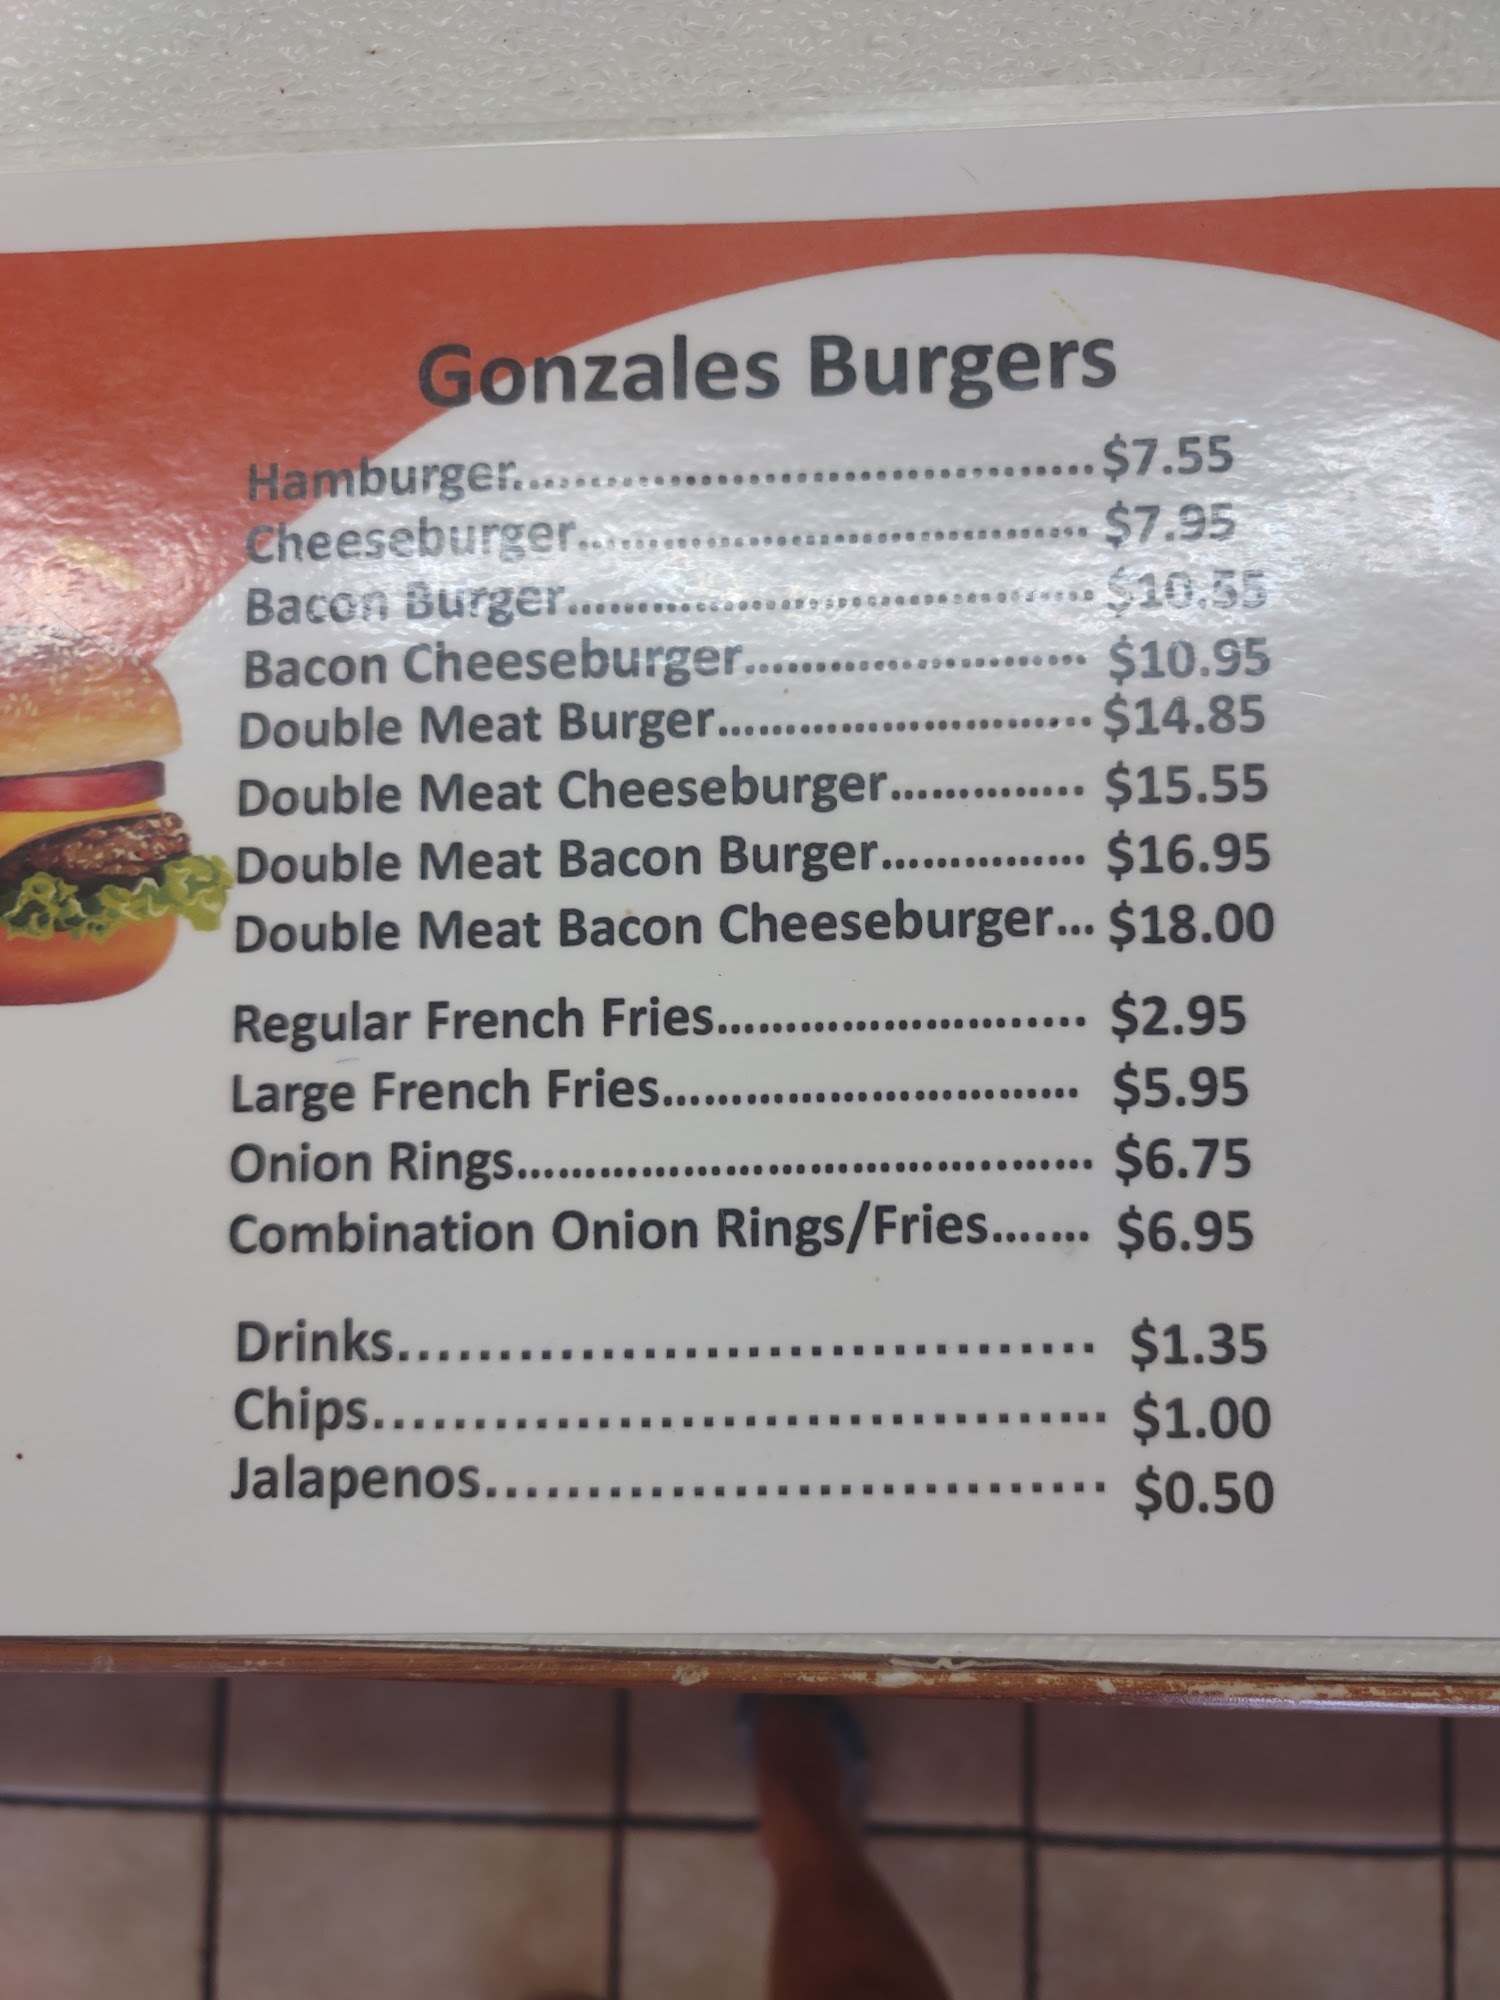 Gonzales Burgers
Hamburger.......................................$7.55
Cheeseburger................................... $7.95
Bacon Burger.................................... $10.55
Bacon Cheeseburger........................ $10.95
Double Meat Burger...........................$14.85
Double Meat Cheeseburger.............. $15.55
Double Meat Bacon Burger............... $16.95
Double Meat Bacon Cheeseburger... $18.00
Regular French Fries........................... $2.95
Large French Fries.............................. $5.95
Onion Rings......................................... $6.75
Combination Onion Rings/Fries....... $6.95
Drinks................................... $1.35
Chips..................................... $1.00
Jalapenos............................... $0.50